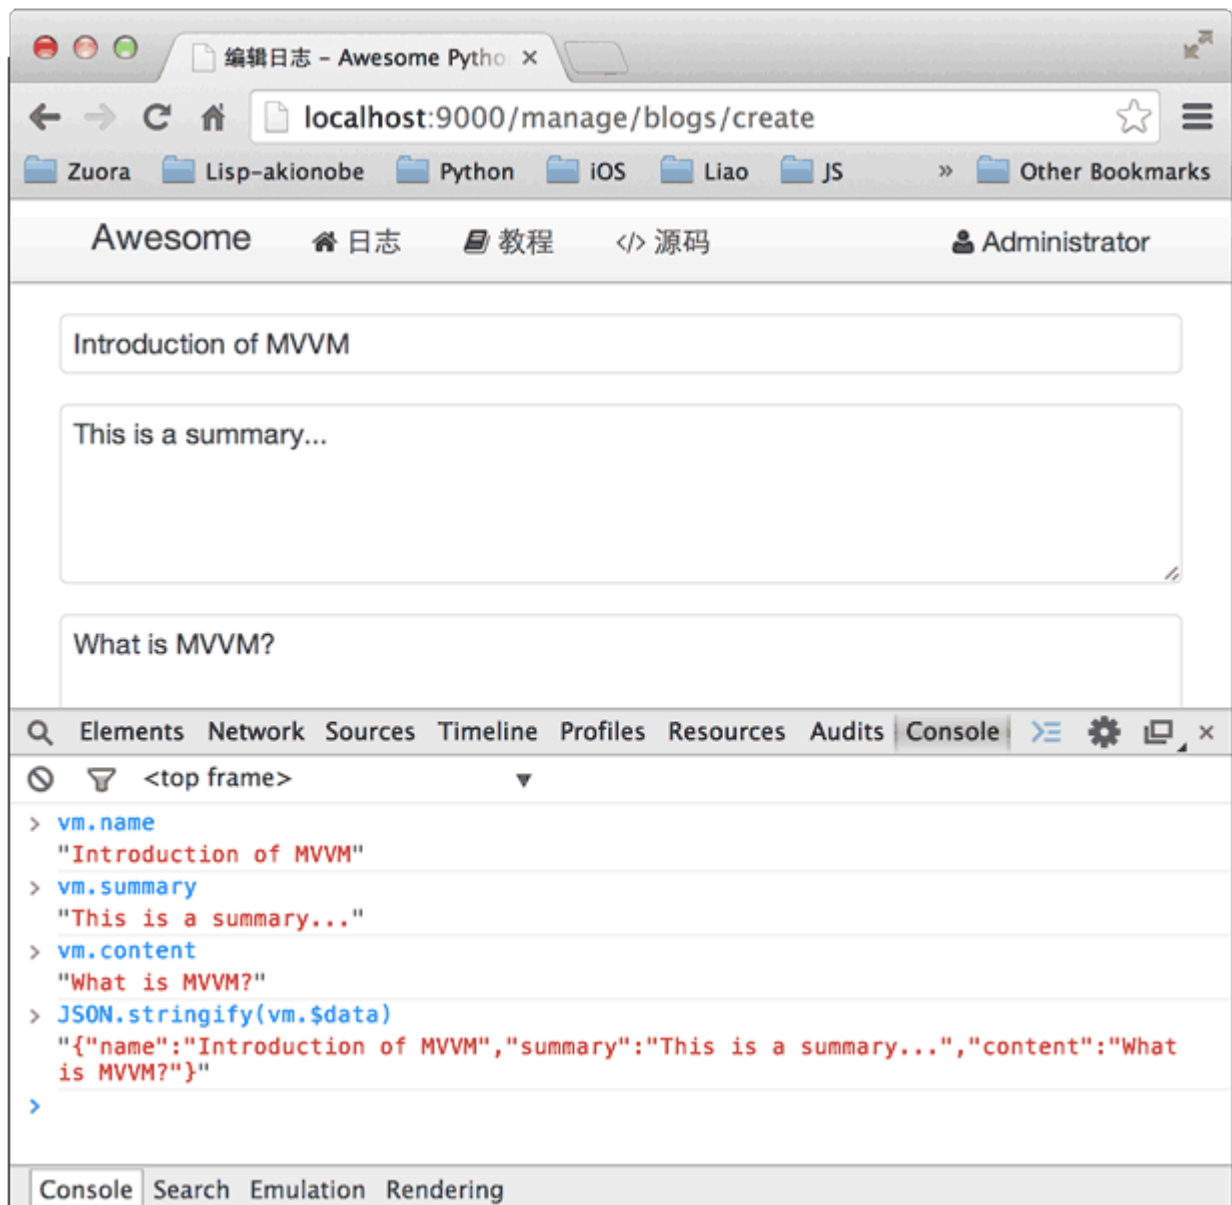 编辑日志 – Awesome Pytho
localhost:9000/manage/blogs/create
Zuora Lisp-akionobe Python iOS Liao JS » Other Bookmarks
Awesome 日志 教程 </> 源码 Administrator
Introduction of MVVM
This is a summary...
What is MVVM?
Elements Network Sources Timeline Profiles Resources Audits Console
<top frame>
> vm.name
"Introduction of MVVM"
> vm.summary
"This is a summary..."
> vm.content
"What is MVVM?"
> JSON.stringify(vm.$data)
"{"name":"Introduction of MVVM","summary":"This is a summary...","content":"What
is MVVM?"}"
>
Console Search Emulation Rendering